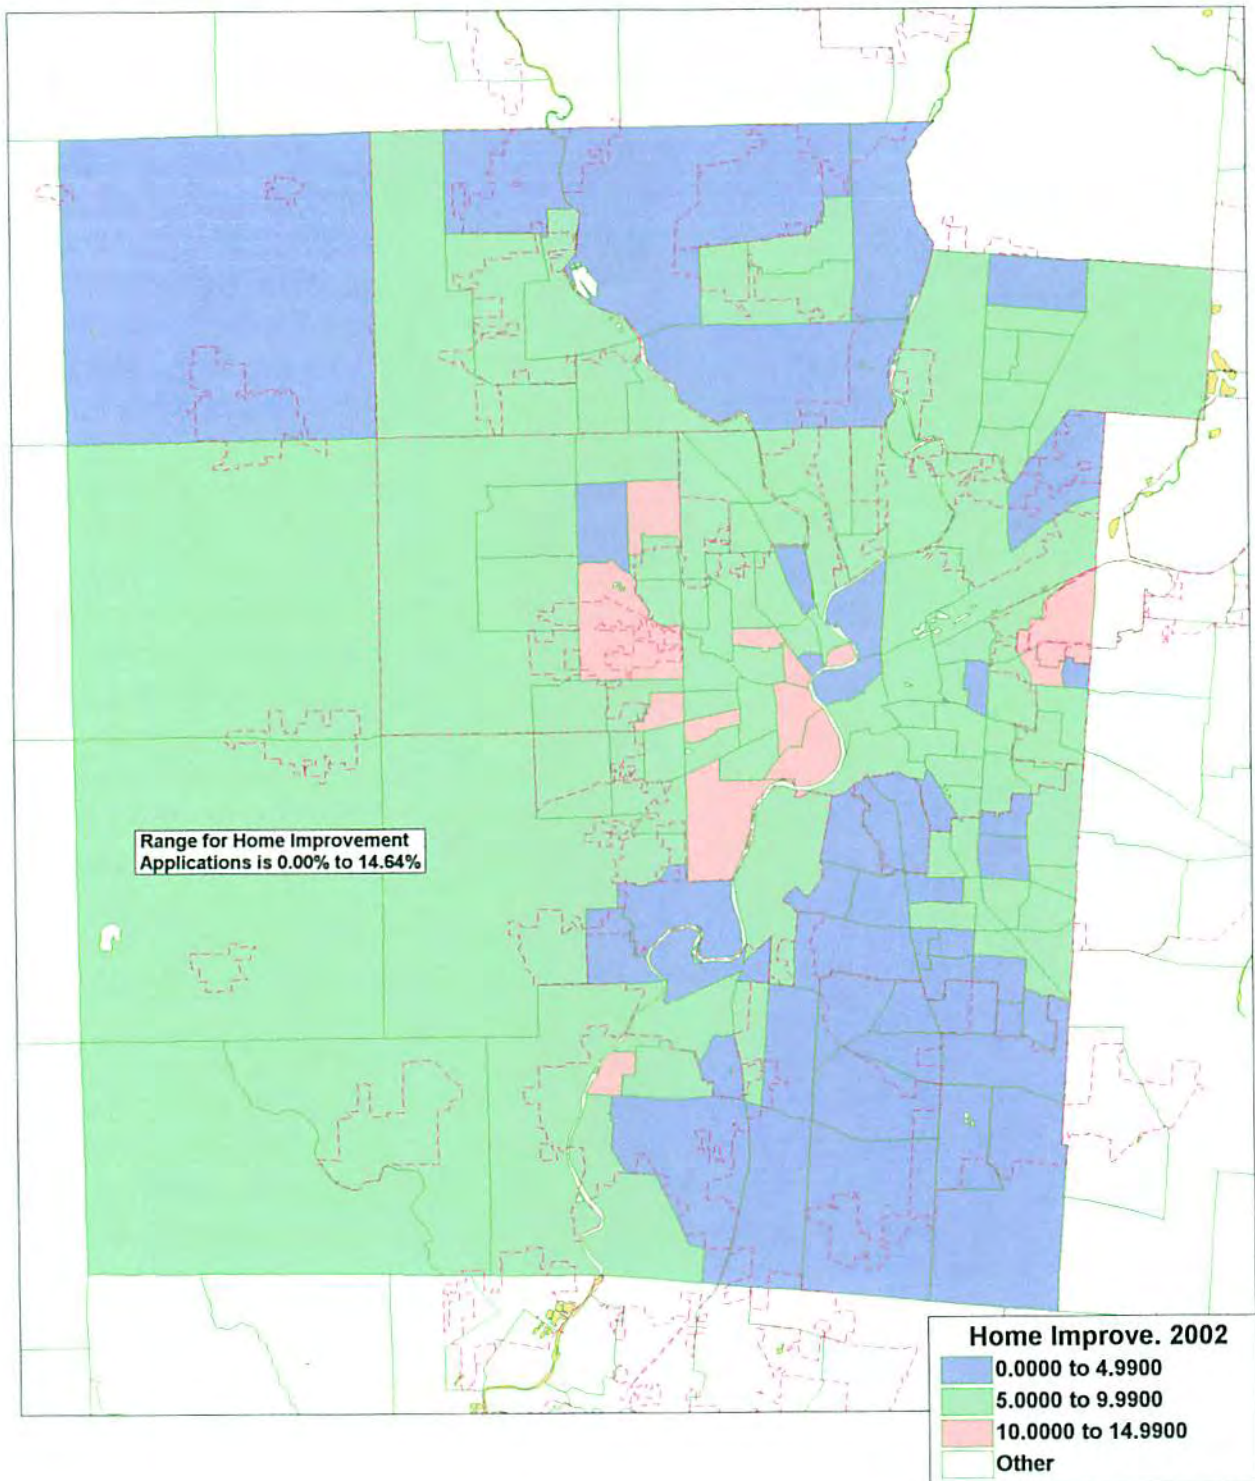 Range for Home Improvement
Applications is 0.00% to 14.64%
Home Improve. 2002
0.0000 to 4.9900
5.0000 to 9.9900
10.0000 to 14.9900
Other